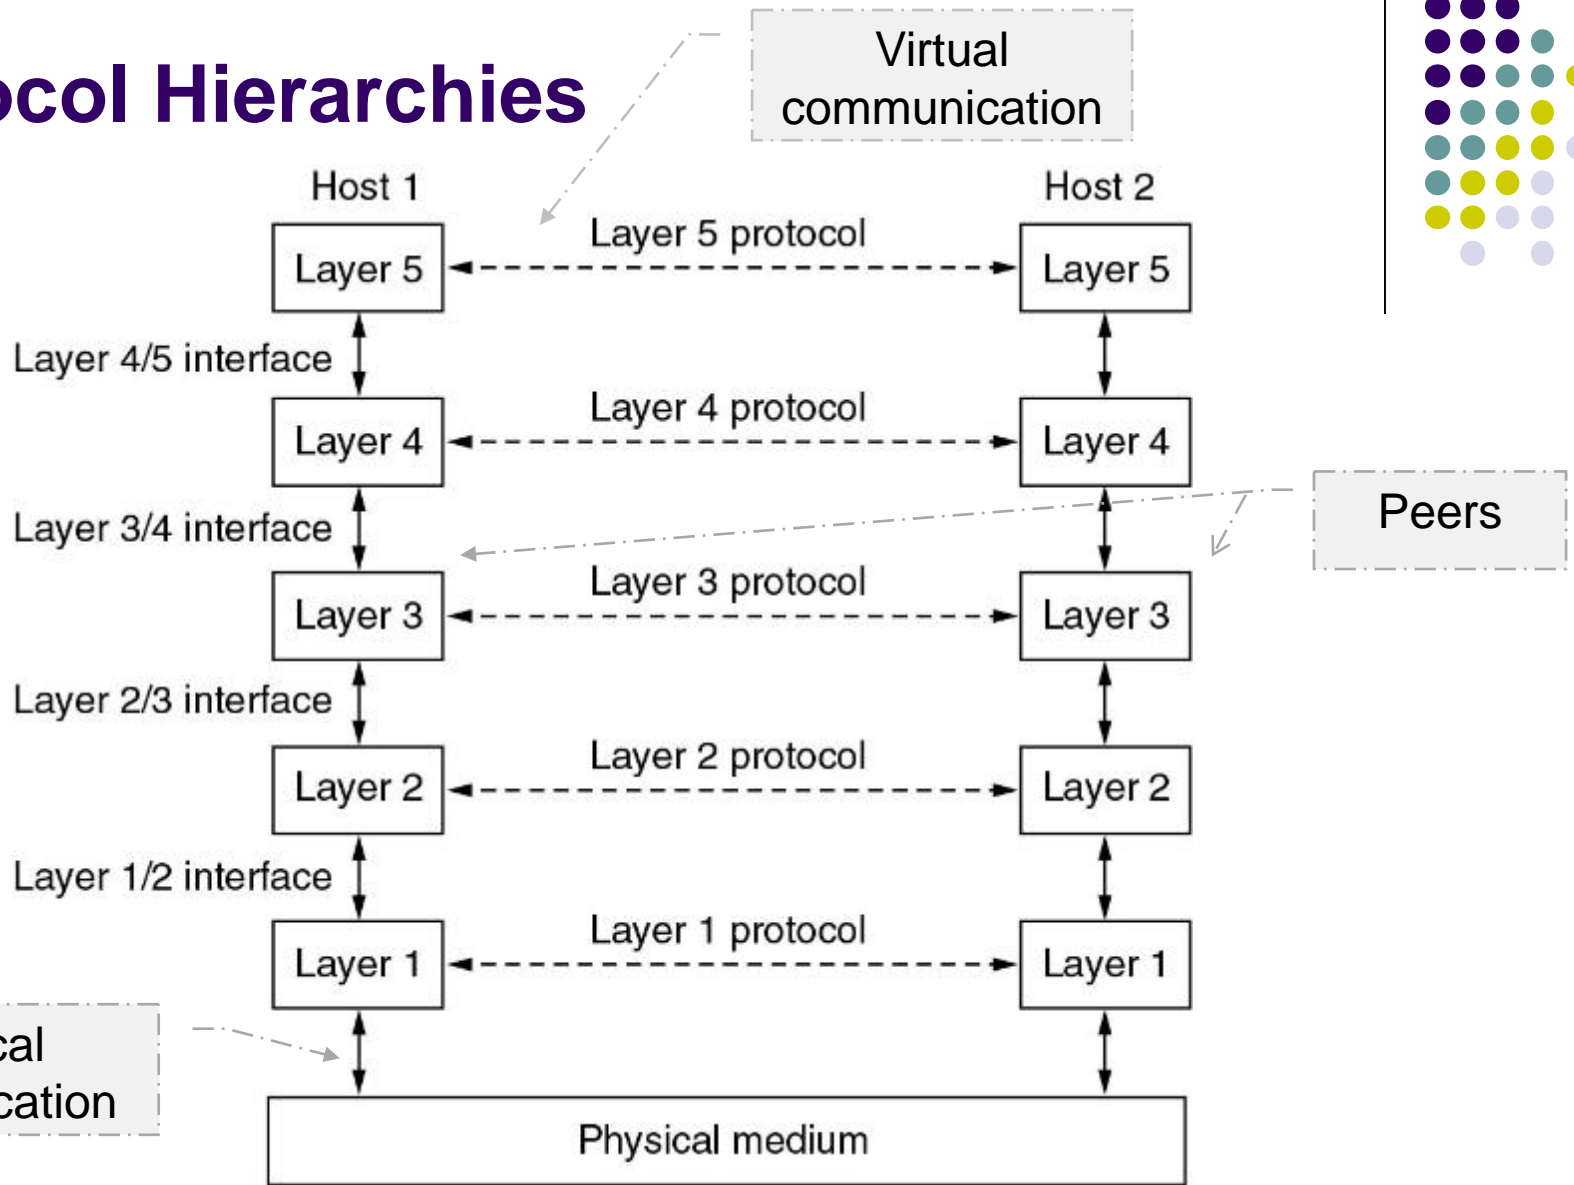 ocol Hierarchies
Virtual
communication
Host 1
Host 2
Layer 5 protocol
Layer 5
Layer 5
Layer 4/5 interface
Layer 4 protocol
Layer 4
Layer 4
Peers
Layer 3/4 interface
Layer 3 protocol
Layer 3
Layer 3
Layer 2/3 interface
Layer 2 protocol
Layer 2
Layer 2
Layer 1/2 interface
Layer 1 protocol
Layer 1
Layer 1
cal
cation
Physical medium